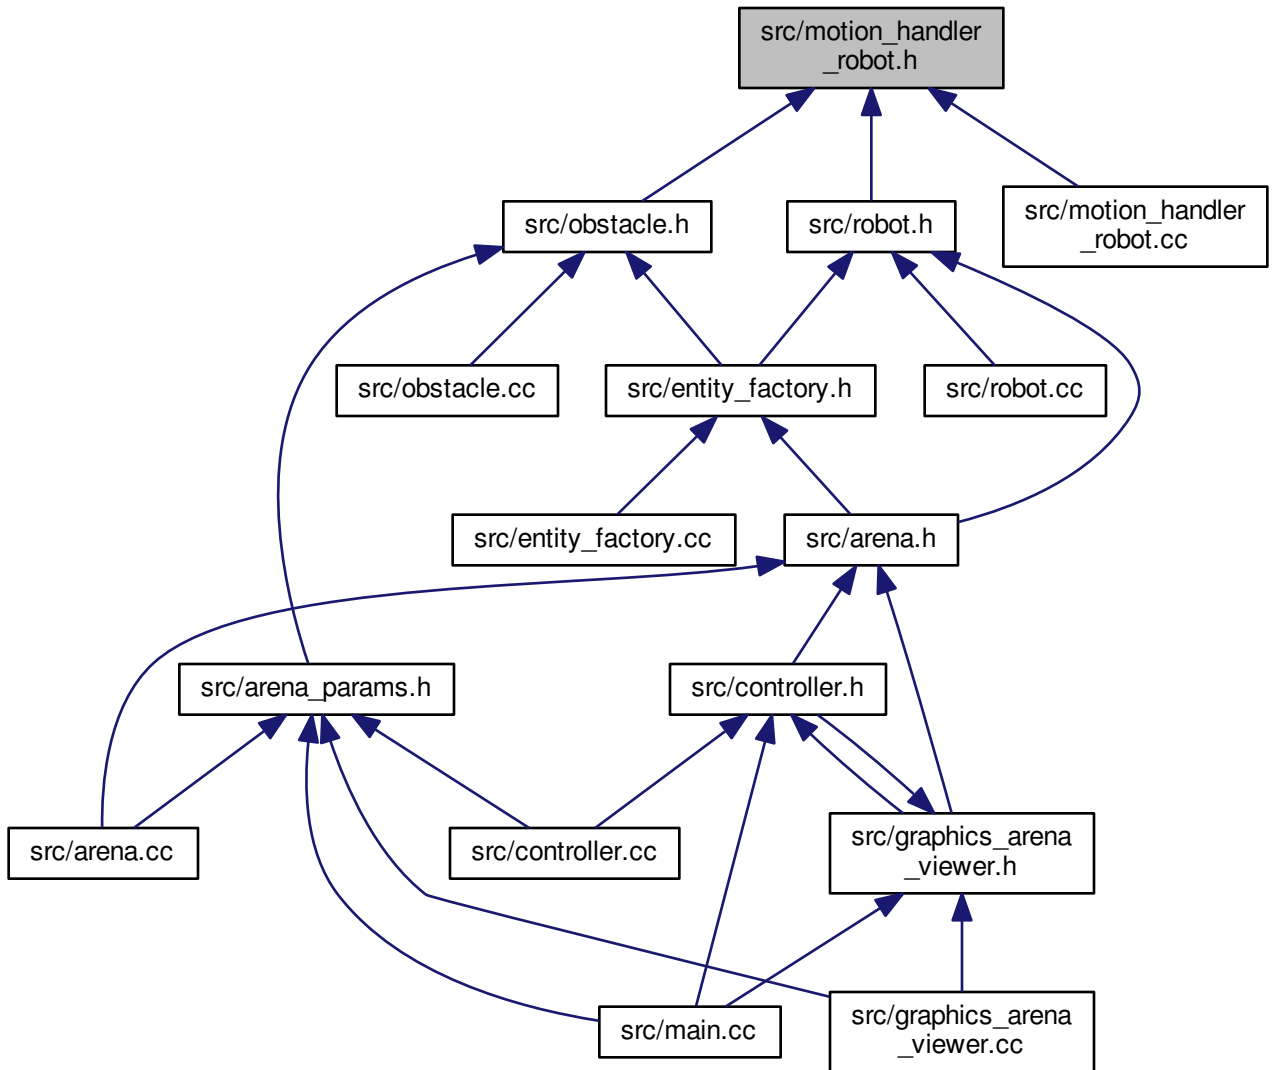 src/motion_handler
_robot.h
src/obstacle.h
src/robot.h
src/motion_handler
_robot.cc
src/obstacle.cc
src/entity_factory.h
src/robot.cc
src/entity_factory.cc
src/arena.h
src/arena_params.h
src/controller.h
src/arena.cc
src/controller.cc
src/graphics_arena
_viewer.h
src/main.cc
src/graphics_arena
_viewer.cc